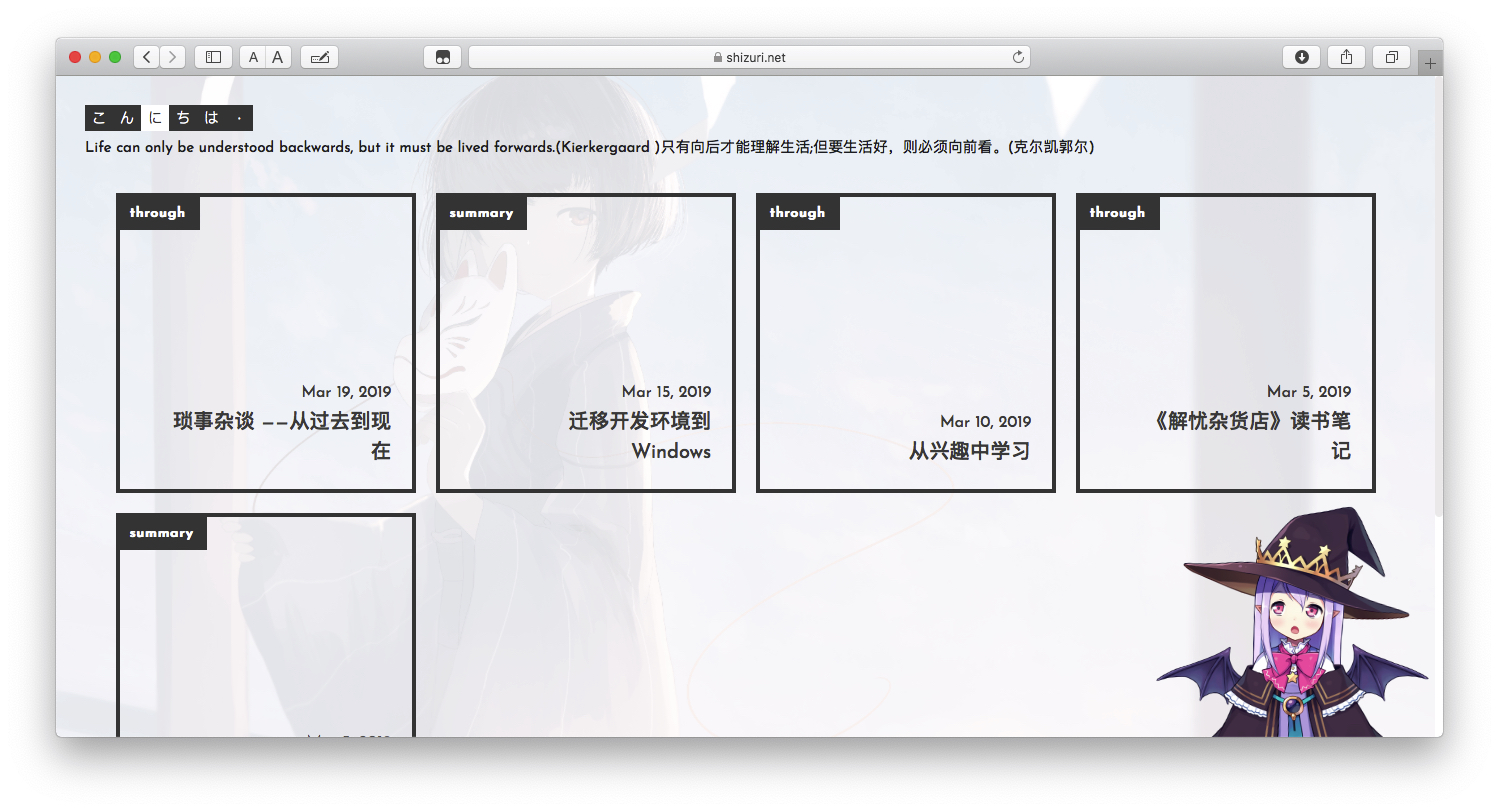 A A
shizuri.net
こんにちは・
Life can only be understood backwards, but it must be lived forwards.(Kierkergaard )只有向后才能理解生活;但要生活好，则必须向前看。(克尔凯郭尔)
through
Mar 19, 2019
琐事杂谈 --从过去到现
在
summary
Mar 15, 2019
迁移开发环境到
Windows
through
Mar 10, 2019
从兴趣中学习
through
Mar 5, 2019
《解忧杂货店》读书笔
记
summary